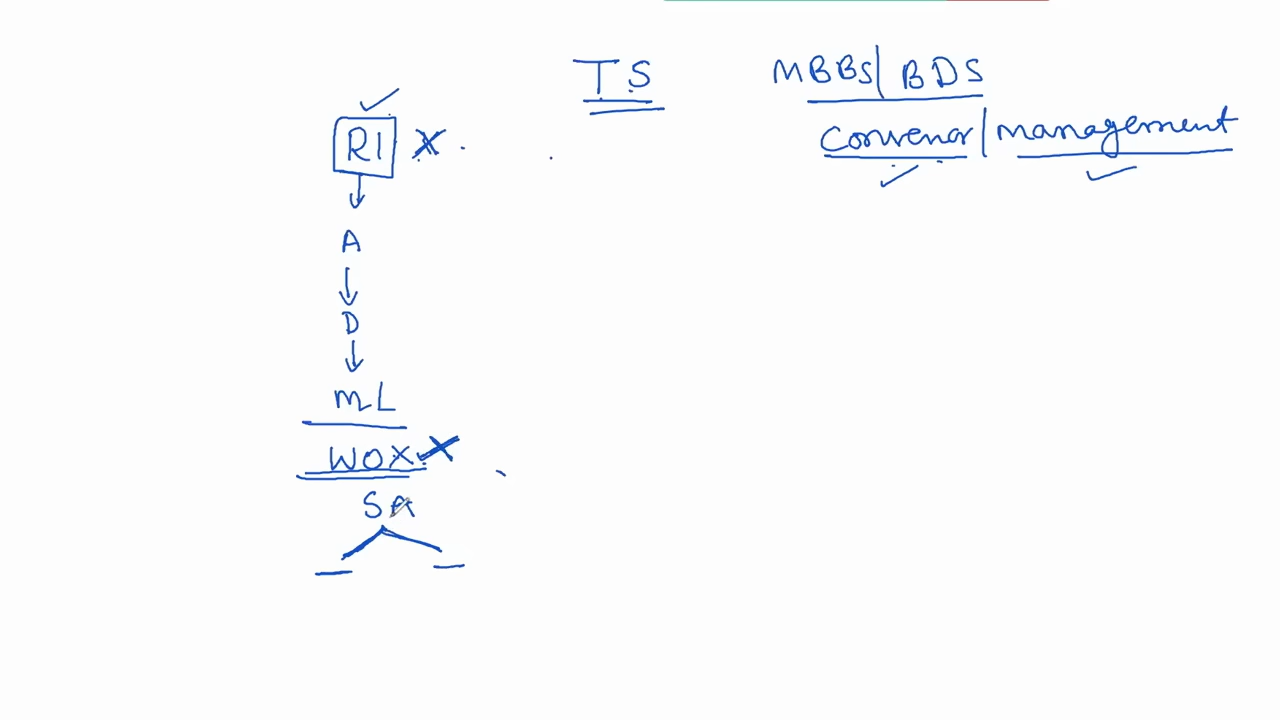 TS
MBBS/BDS
convenor/management
RI X
A
D
ML
WOX X
SA